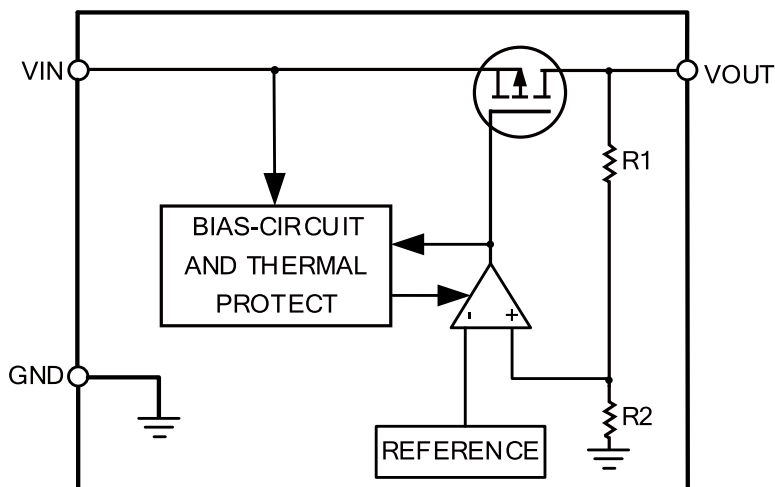 VIN
VOUT
R1
BIAS-CIRCUIT
AND THERMAL
PROTECT
- +
GND
R2
REFERENCE